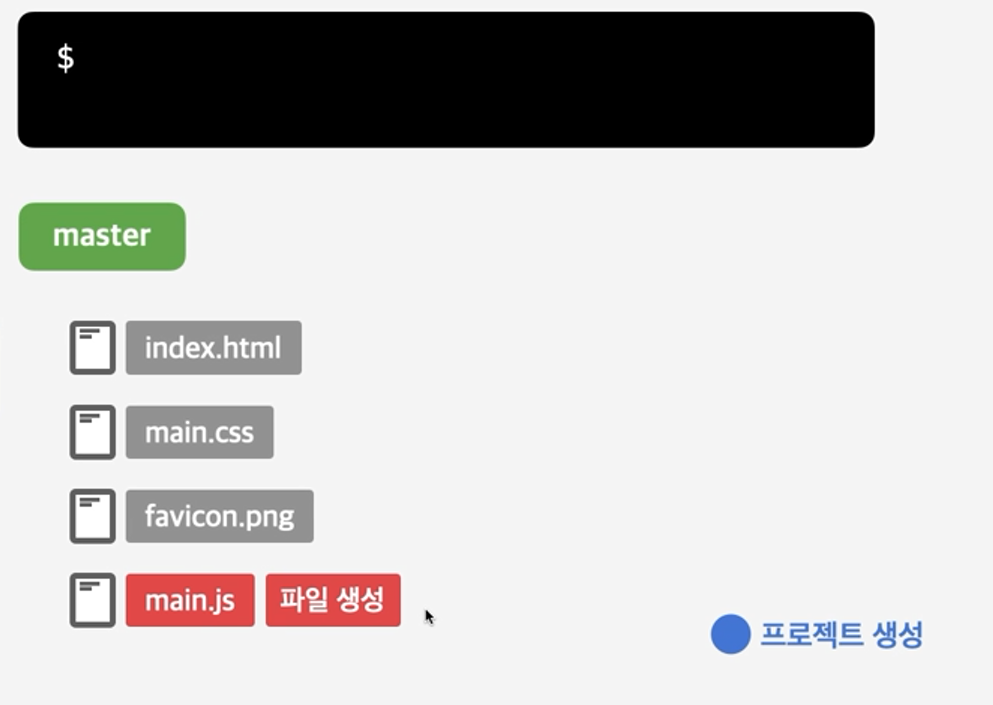 $
master
index.html
main.css
favicon.png
main.js 파일 생성
프로젝트 생성